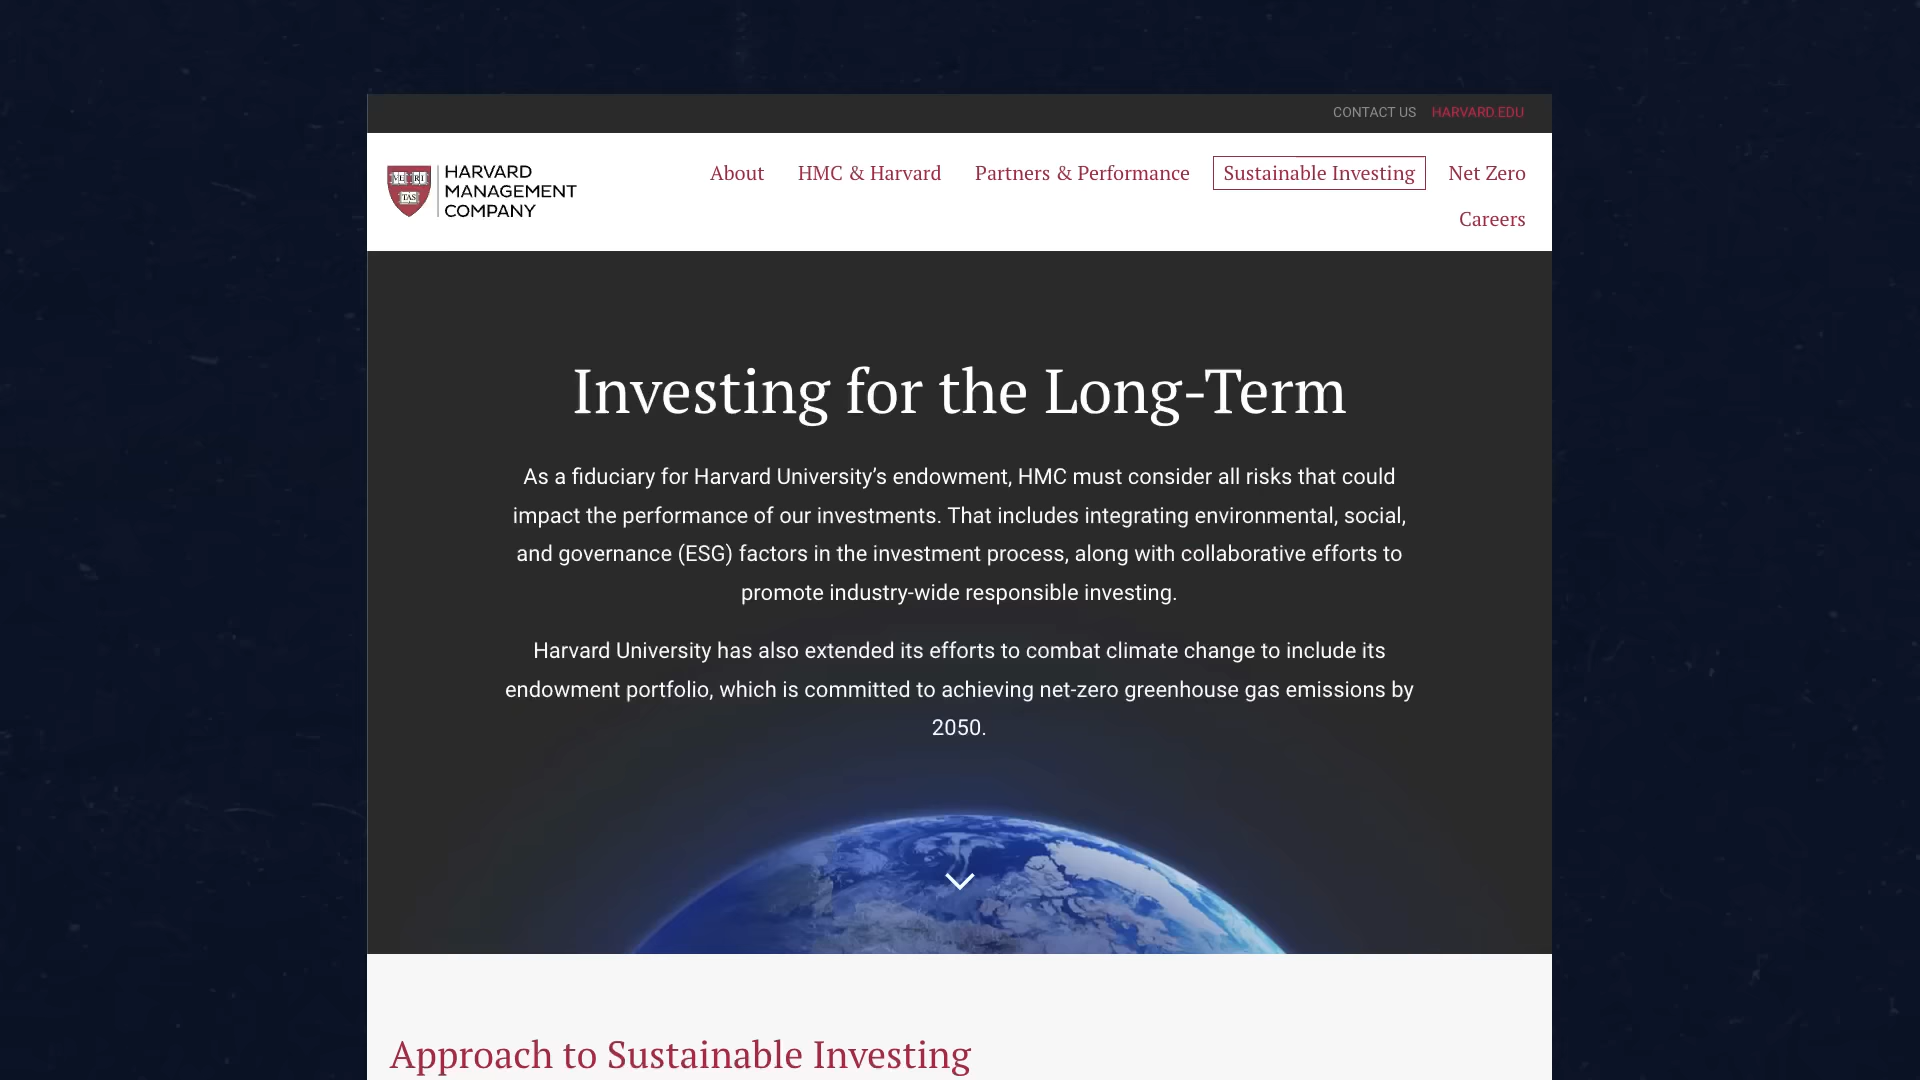 CONTACT US HARVARD.EDU
VE RI
TAS
HARVARD
MANAGEMENT
COMPANY
About HMC & Harvard Partners & Performance Sustainable Investing Net Zero
Careers
Investing for the Long-Term
As a fiduciary for Harvard University’s endowment, HMC must consider all risks that could
impact the performance of our investments. That includes integrating environmental, social,
and governance (ESG) factors in the investment process, along with collaborative efforts to
promote industry-wide responsible investing.
Harvard University has also extended its efforts to combat climate change to include its
endowment portfolio, which is committed to achieving net-zero greenhouse gas emissions by
2050.
Approach to Sustainable Investing